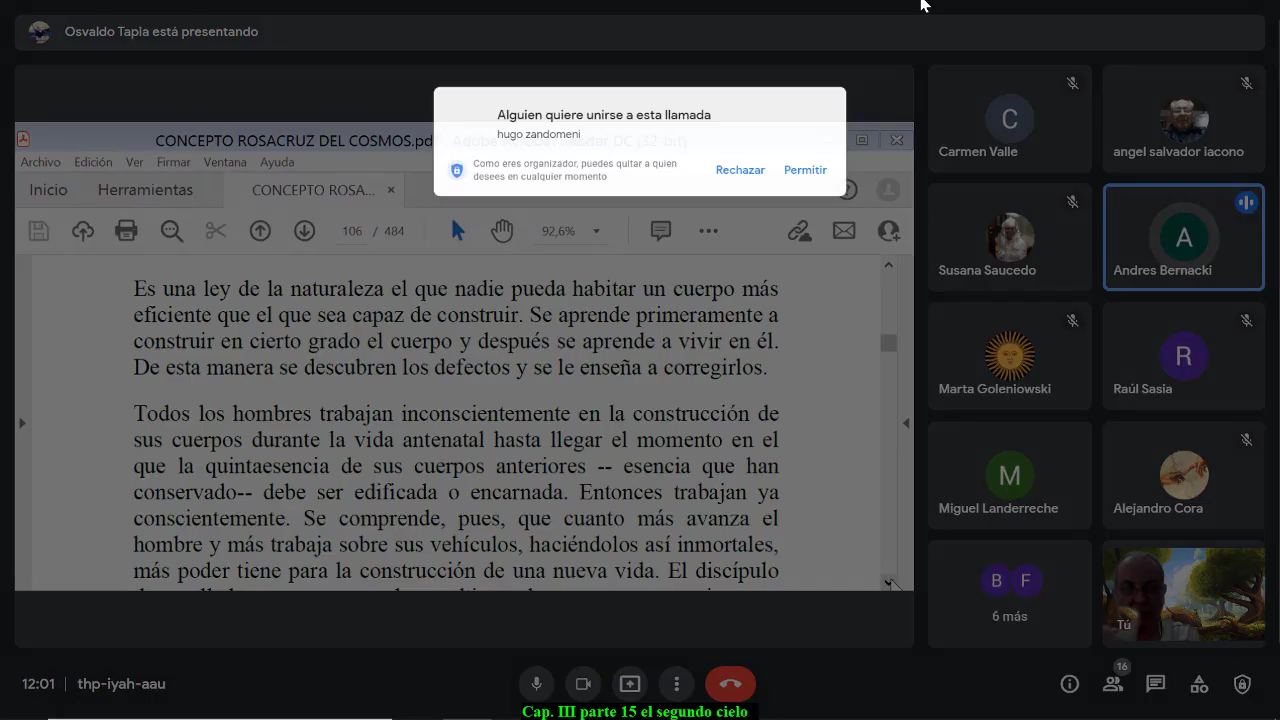 Osvaldo Tapia está presentando
Alguien quiere unirse a esta llamada
hugo zandomeni
Como eres organizador, puedes quitar a quien
desees en cualquier momento
Rechazar
Permitir
CONCEPTO ROSACRUZ DEL COSMOS.pd
Archivo Edición Ver Firmar Ventana Ayuda
Inicio Herramientas CONCEPTO ROSA... ×
106 / 484 92,6%
Es una ley de la naturaleza el que nadie pueda habitar un cuerpo más
eficiente que el que sea capaz de construir. Se aprende primeramente a
construir en cierto grado el cuerpo y después se aprende a vivir en él.
De esta manera se descubren los defectos y se le enseña a corregirlos.
Todos los hombres trabajan inconscientemente en la construcción de
sus cuerpos durante la vida antenatal hasta llegar el momento en el
que la quintaesencia de sus cuerpos anteriores -- esencia que han
conservado-- debe ser edificada o encarnada. Entonces trabajan ya
conscientemente. Se comprende, pues, que cuanto más avanza el
hombre y más trabaja sobre sus vehículos, haciéndolos así inmortales,
más poder tiene para la construcción de una nueva vida. El discípulo
C
Carmen Valle
angel salvador iacono
Susana Saucedo
A
Andres Bernacki
Marta Goleniowski
R
Raúl Sasia
M
Miguel Landerreche
Alejandro Cora
B F
6 más
Tú
12:01 | thp-iyah-aau
16
Cap. III parte 15 el segundo cielo